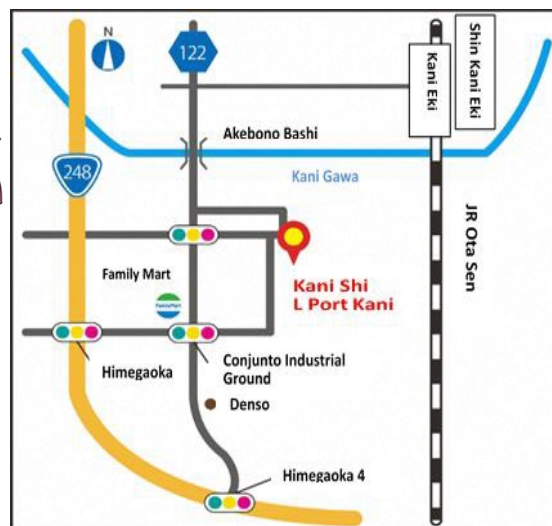 N
122
Kani Eki
Shin Kani Eki
Akebono Bashi
248
Kani Gawa
JR Ota Sen
Family Mart
FamilyMart
Kani Shi
L Port Kani
Himegaoka
Conjunto Industrial
Ground
Denso
Himegaoka 4